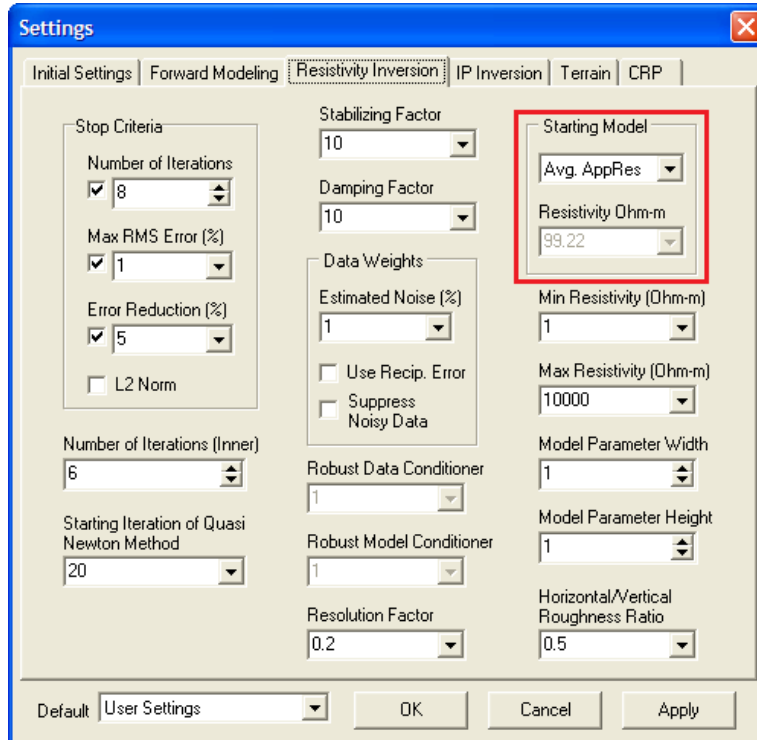 Settings
Initial Settings Forward Modeling Resistivity Inversion IP Inversion Terrain CRP
Stop Criteria
Number of Iterations
8
Max RMS Error (%)
1
Error Reduction (%)
5
L2 Norm
Number of Iterations (Inner)
6
Starting Iteration of Quasi
Newton Method
20
Stabilizing Factor
10
Damping Factor
10
Data Weights
Estimated Noise (%)
1
Use Recip. Error
Suppress
Noisy Data
Robust Data Conditioner
1
Robust Model Conditioner
1
Resolution Factor
0.2
Starting Model
Avg. AppRes
Resistivity Ohm-m
99.22
Min Resistivity (Ohm-m)
1
Max Resistivity (Ohm-m)
10000
Model Parameter Width
1
Model Parameter Height
1
Horizontal/Vertical
Roughness Ratio
0.5
Default User Settings OK Cancel Apply